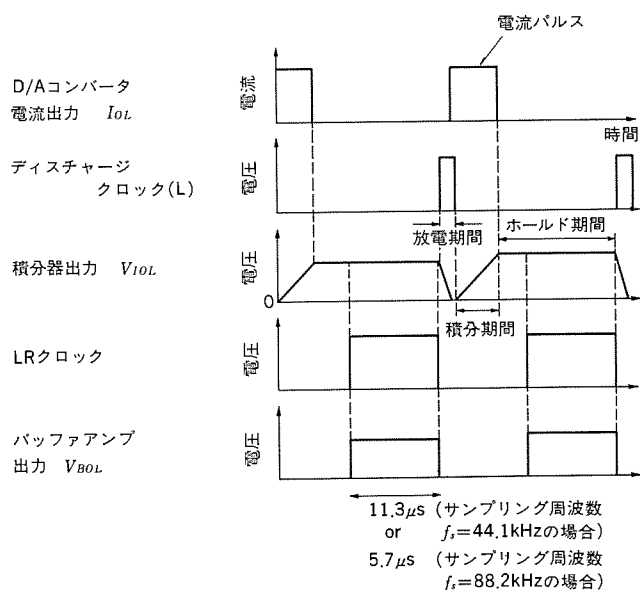 電流パルス
D/Aコンバータ
電流出力 IOL
電流
時間
ディスチャージ
クロック(L)
電圧
放電期間
ホールド期間
積分器出力 VIOL
電圧
0
積分期間
LRクロック
電圧
バッファアンプ
出力 VBOL
電圧
11.3μs (サンプリング周波数
or fs=44.1kHzの場合)
5.7μs (サンプリング周波数
fs=88.2kHzの場合)